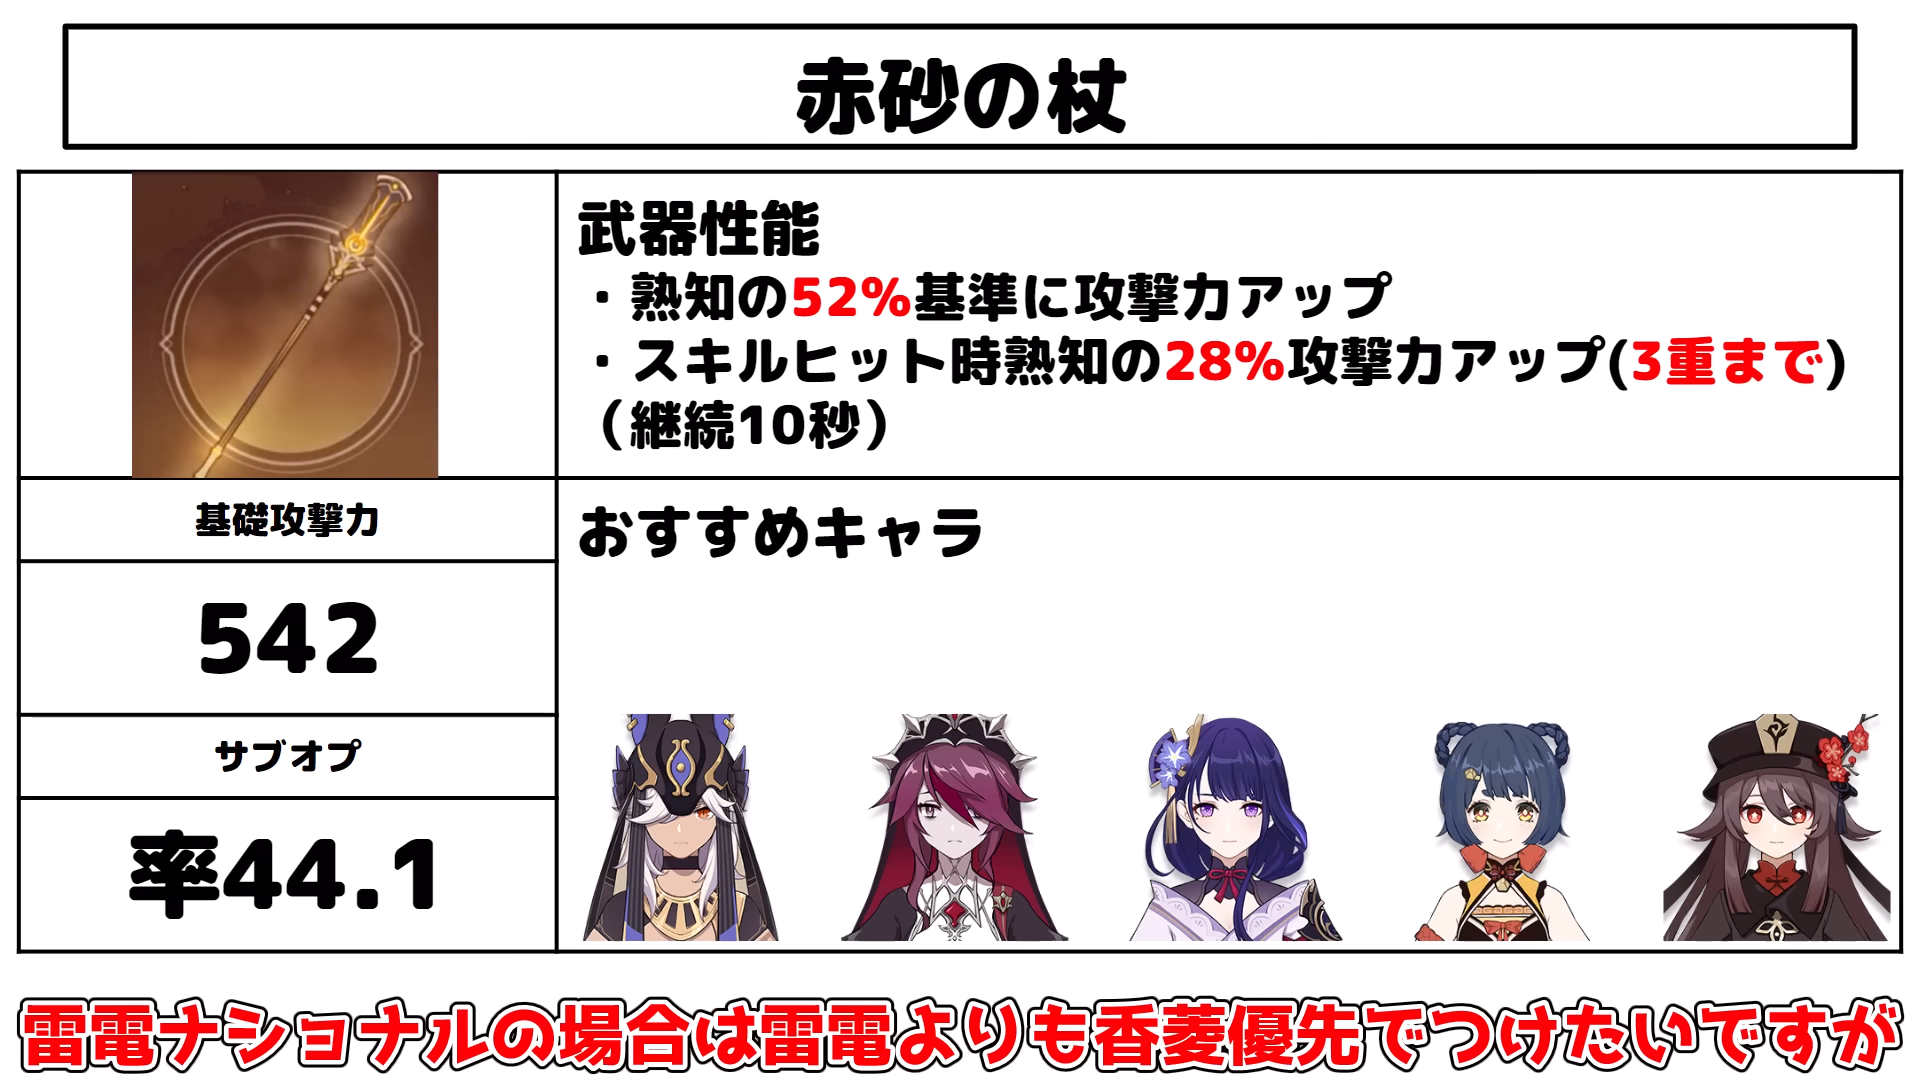 赤砂の杖
武器性能
・熟知の52%基準に攻撃力アップ
・スキルヒット時熟知の28%攻撃力アップ(3重まで)
（継続10秒）
基礎攻撃力
542
サブオプ
率44.1
おすすめキャラ
雷電ナショナルの場合は雷電よりも香菱優先でつけたいですが